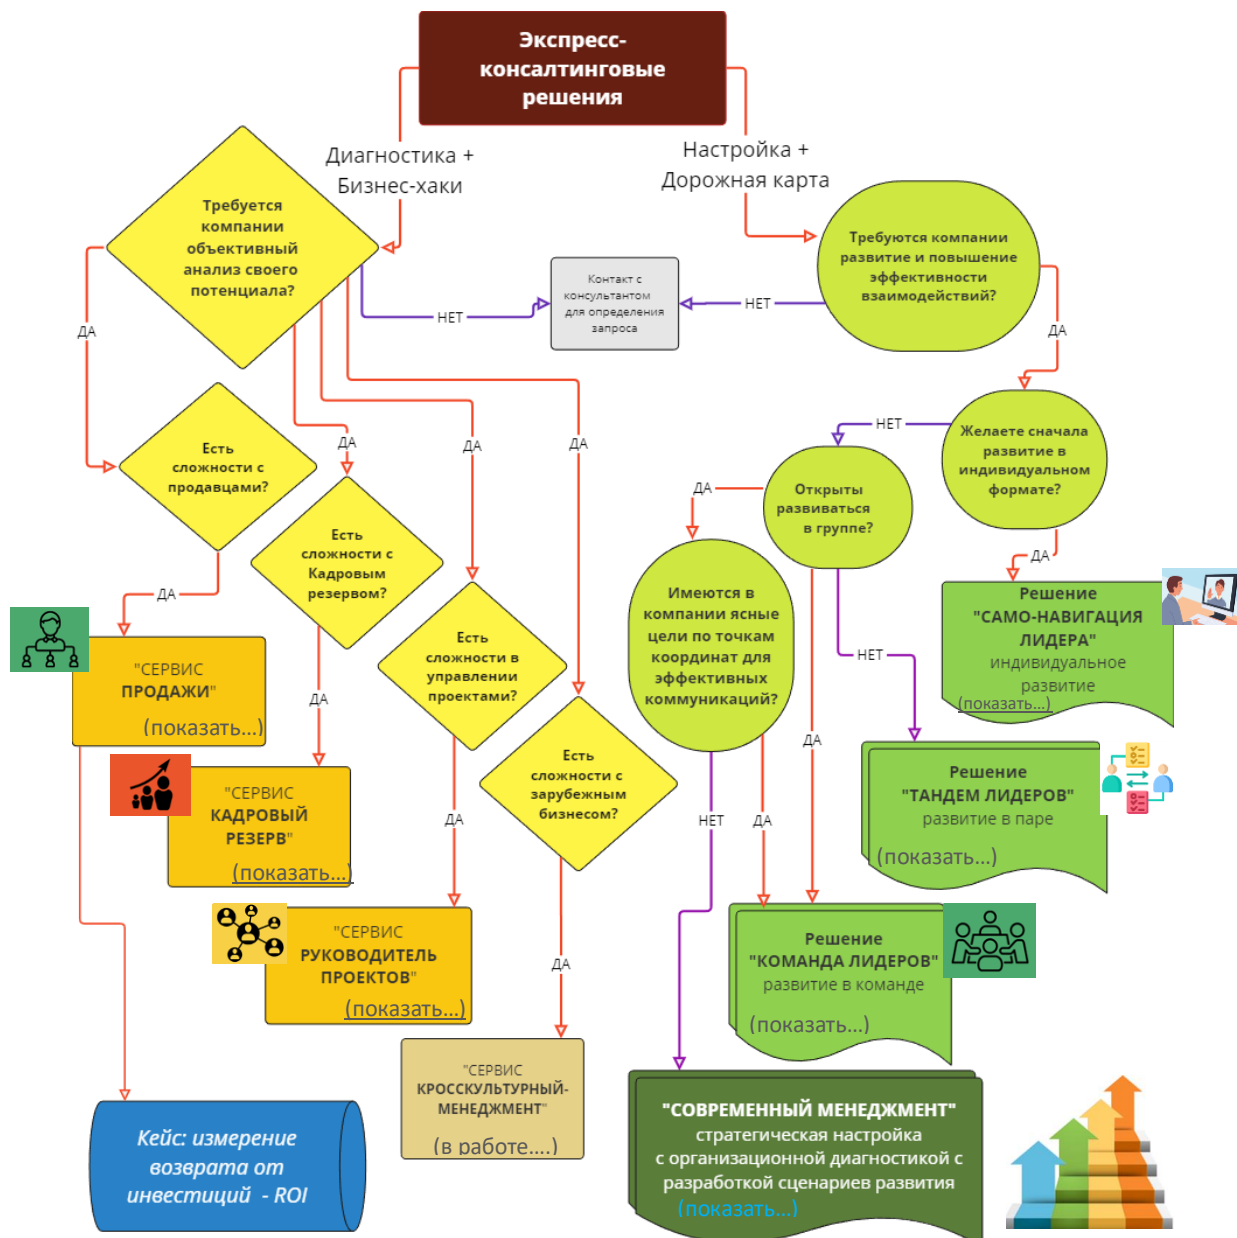 Экспресс-
консалтинговые
решения
Диагностика +
Бизнес-хаки
Настройка +
Дорожная карта
Требуется
компании
объективный
анализ своего
потенциала?
Требуются компании
развитие и повышение
эффективности
взаимодействий?
Контакт с
консультантом
для определения
запроса
НЕТ
НЕТ
ДА
ДА
Есть
сложности с
продавцами?
ДА
ДА
ДА
НЕТ
Желаете сначала
развитие в
индивидуальном
формате?
Открыты
развиваться
в группе?
ДА
Есть
сложности с
Кадровым
резервом?
ДА
ДА
Имеются в
компании ясные
цели по точкам
координат для
эффективных
коммуникаций?
Решение
"САМО-НАВИГАЦИЯ
ЛИДЕРА"
индивидуальное
развитие
(показать...)
"СЕРВИС
ПРОДАЖИ"
(показать...)
Есть
сложности в
управлении
проектами?
НЕТ
ДА
ДА
Есть
сложности с
зарубежным
бизнесом?
Решение
"ТАНДЕМ ЛИДЕРОВ"
развитие в паре
(показать...)
"СЕРВИС
КАДРОВЫЙ
РЕЗЕРВ"
(показать...)
ДА
НЕТ
ДА
"СЕРВИС
РУКОВОДИТЕЛЬ
ПРОЕКТОВ"
(показать...)
ДА
Решение
"КОМАНДА ЛИДЕРОВ"
развитие в команде
(показать...)
"СЕРВИС
КРОССКУЛЬТУРНЫЙ-
МЕНЕДЖМЕНТ"
(в работе....)
Кейс: измерение
возврата от
инвестиций - ROI
"СОВРЕМЕННЫЙ МЕНЕДЖМЕНТ"
стратегическая настройка
с организационной диагностикой с
разработкой сценариев развития
(показать...)